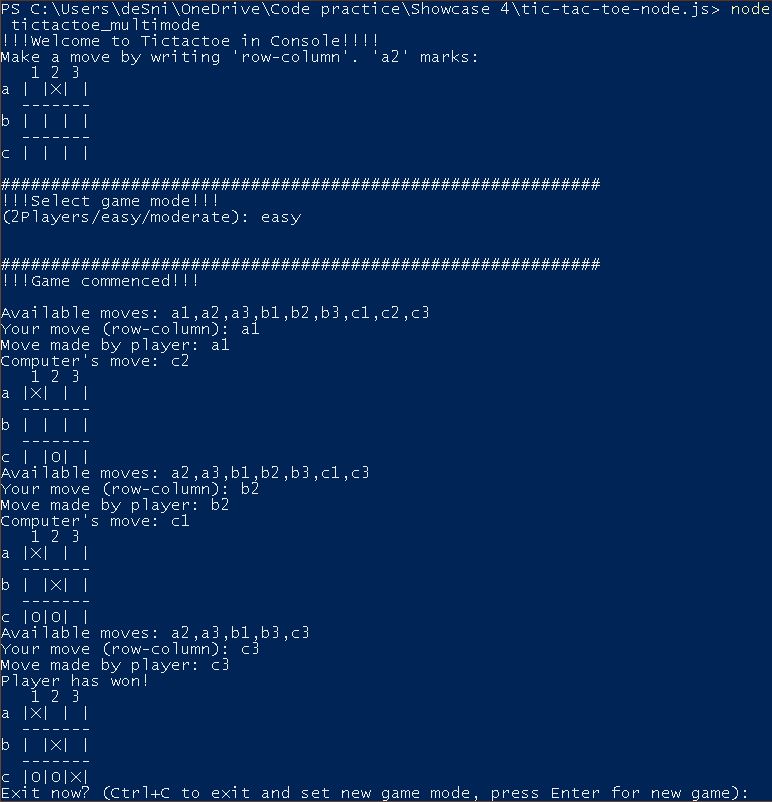 PS C:\Users\deSni\OneDrive\Code practice\Showcase 4\tic-tac-toe-node.js> node
 tictactoe_multimode
!!!Welcome to Tictactoe in Console!!!!
Make a move by writing 'row-column'. 'a2' marks:
   1 2 3
a | |X| |
  -------
b | | | |
  -------
c | | | |
############################################################
!!!Select game mode!!!
(2Players/easy/moderate): easy
############################################################
!!!Game commenced!!!
Available moves: a1,a2,a3,b1,b2,b3,c1,c2,c3
Your move (row-column): a1
Move made by player: a1
Computer's move: c2
   1 2 3
a |X| | |
  -------
b | | | |
  -------
c | |O| |
Available moves: a2,a3,b1,b2,b3,c1,c3
Your move (row-column): b2
Move made by player: b2
Computer's move: c1
   1 2 3
a |X| | |
  -------
b | |X| |
  -------
c |O|O| |
Available moves: a2,a3,b1,b3,c3
Your move (row-column): c3
Move made by player: c3
Player has won!
   1 2 3
a |X| | |
  -------
b | |X| |
  -------
c |O|O|X|
Exit now? (Ctrl+C to exit and set new game mode, press Enter for new game):